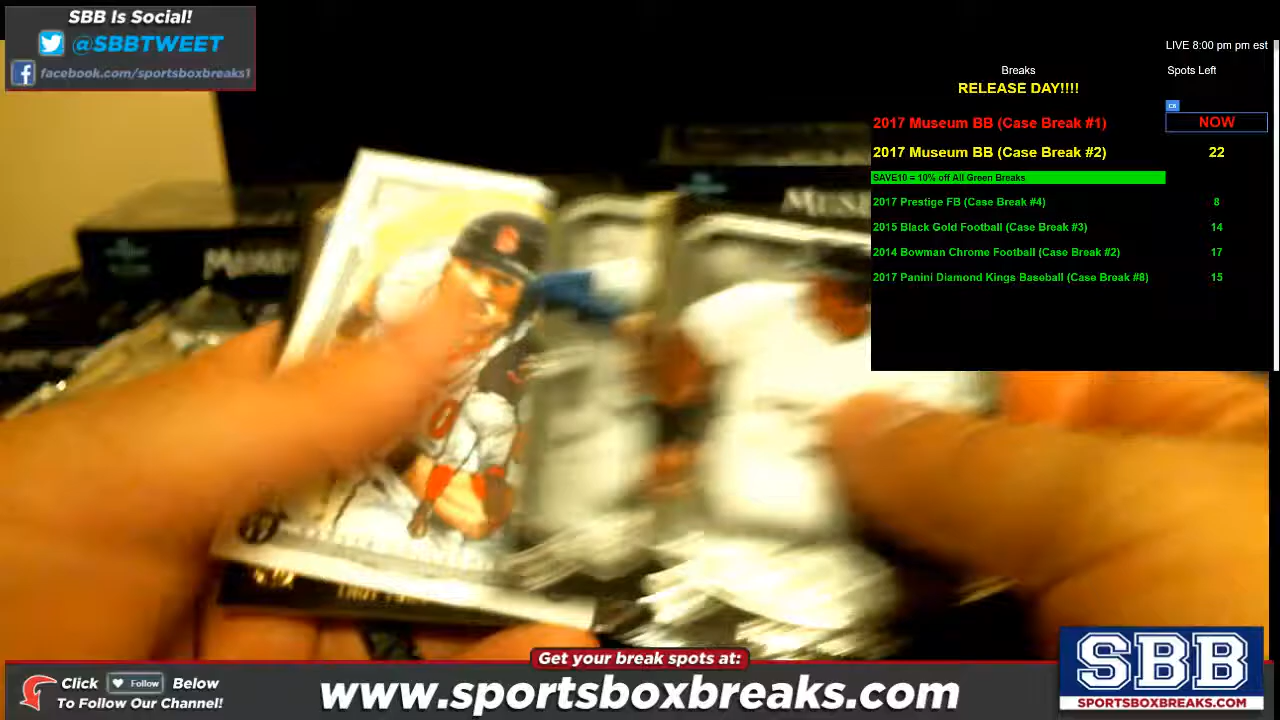 SBB Is Social!
@SBBTWEET
facebook.com/sportsboxbreaks1
LIVE 8:00 pm pm est
Breaks
Spots Left
RELEASE DAY!!!!
2017 Museum BB (Case Break #1)
NOW
2017 Museum BB (Case Break #2)
22
SAVE10 = 10% off All Green Breaks
2017 Prestige FB (Case Break #4)
8
2015 Black Gold Football (Case Break #3)
14
2014 Bowman Chrome Football (Case Break #2)
17
2017 Panini Diamond Kings Baseball (Case Break #8)
15
Get your break spots at:
Click Follow Below
To Follow Our Channel!
www.sportsboxbreaks.com
SBB
SPORTSBOXBREAKS.COM